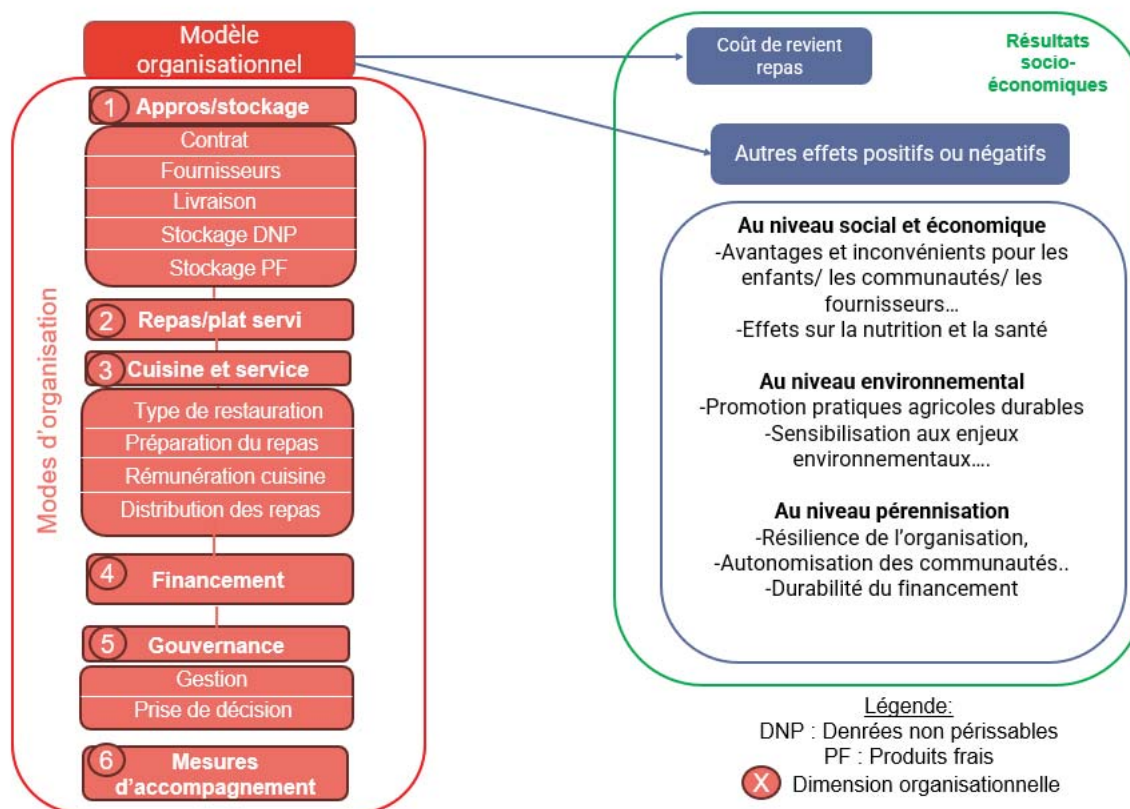 Modèle
organisationnel
Modes d'organisation
1 Appros/stockage
Contrat
Fournisseurs
Livraison
Stockage DNP
Stockage PF
2 Repas/plat servi
3 Cuisine et service
Type de restauration
Préparation du repas
Rémunération cuisine
Distribution des repas
4 Financement
5 Gouvernance
Gestion
Prise de décision
6 Mesures
d'accompagnement
Coût de revient
repas
Résultats
socio-
économiques
Autres effets positifs ou négatifs
Au niveau social et économique
-Avantages et inconvénients pour les
enfants/ les communautés/ les
fournisseurs...
-Effets sur la nutrition et la santé
Au niveau environnemental
-Promotion pratiques agricoles durables
-Sensibilisation aux enjeux
environnementaux....
Au niveau pérennisation
-Résilience de l'organisation,
-Autonomisation des communautés..
-Durabilité du financement
Légende:
DNP : Denrées non périssables
PF : Produits frais
X Dimension organisationnelle